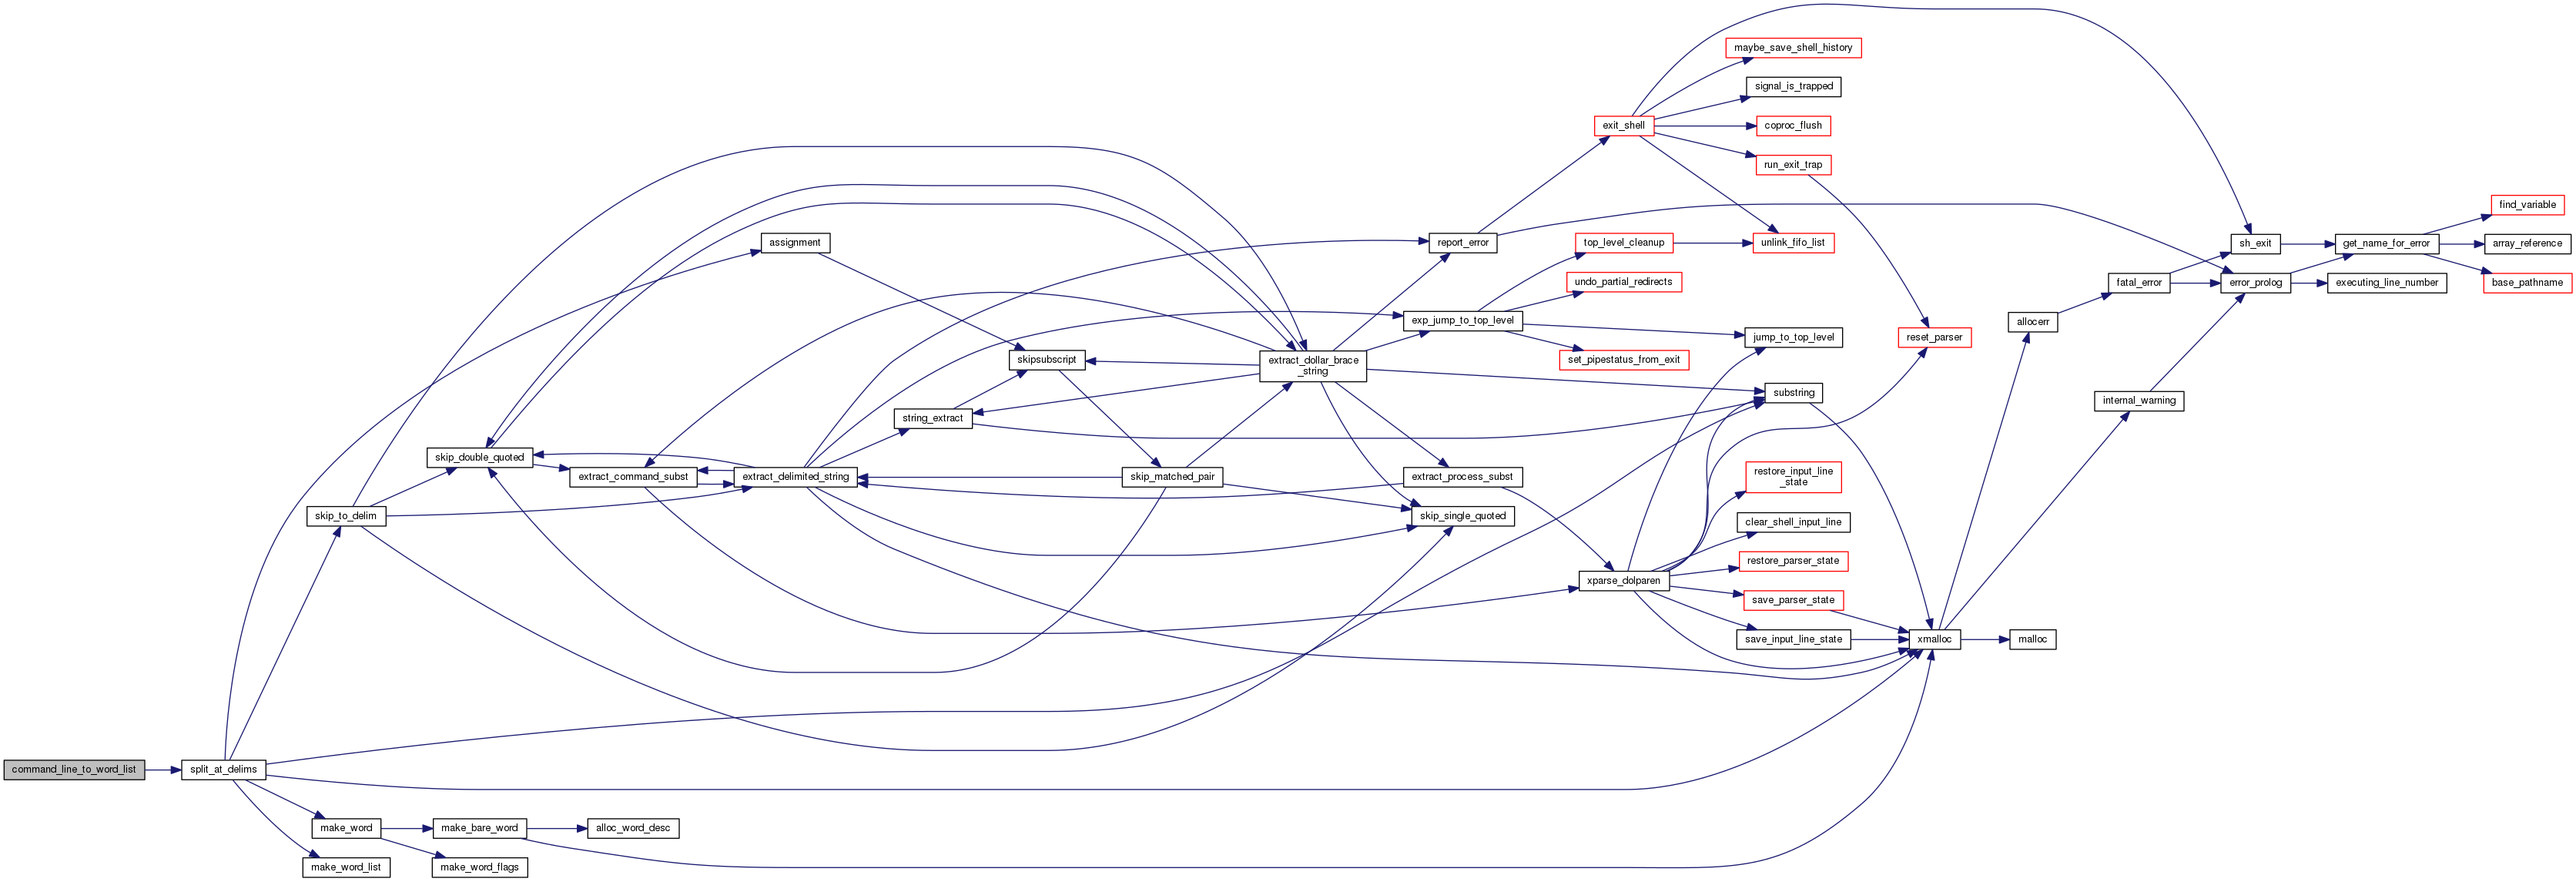 maybe_save_shell_history
signal_is_trapped
exit_shell
coproc_flush
run_exit_trap
find_variable
assignment
report_error
top_level_cleanup
unlink_fifo_list
sh_exit
get_name_for_error
array_reference
undo_partial_redirects
fatal_error
error_prolog
executing_line_number
base_pathname
exp_jump_to_top_level
allocerr
jump_to_top_level
reset_parser
skipsubscript
extract_dollar_brace
_string
set_pipestatus_from_exit
substring
internal_warning
string_extract
skip_double_quoted
extract_command_subst
extract_delimited_string
skip_matched_pair
extract_process_subst
restore_input_line
_state
skip_to_delim
skip_single_quoted
clear_shell_input_line
restore_parser_state
xparse_dolparen
save_parser_state
save_input_line_state
xmalloc
malloc
command_line_to_word_list
split_at_delims
make_word
make_bare_word
alloc_word_desc
make_word_list
make_word_flags